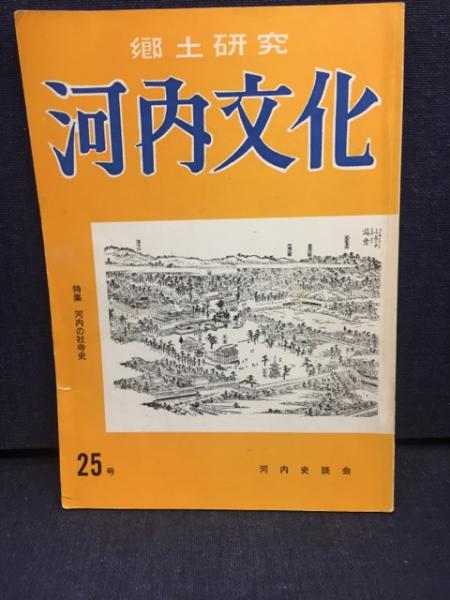 郷土研究
河内文化
特集 河内の社寺史
25号
河内史談会